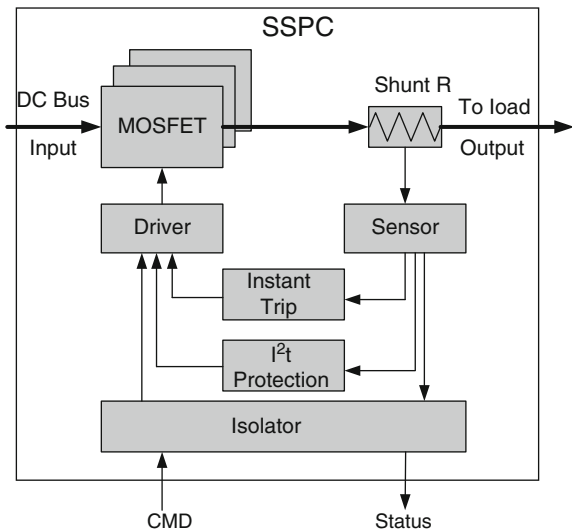 SSPC
DC Bus
Input
MOSFET
Shunt R
To load
Output
Driver
Sensor
Instant
Trip
I²t
Protection
Isolator
CMD
Status